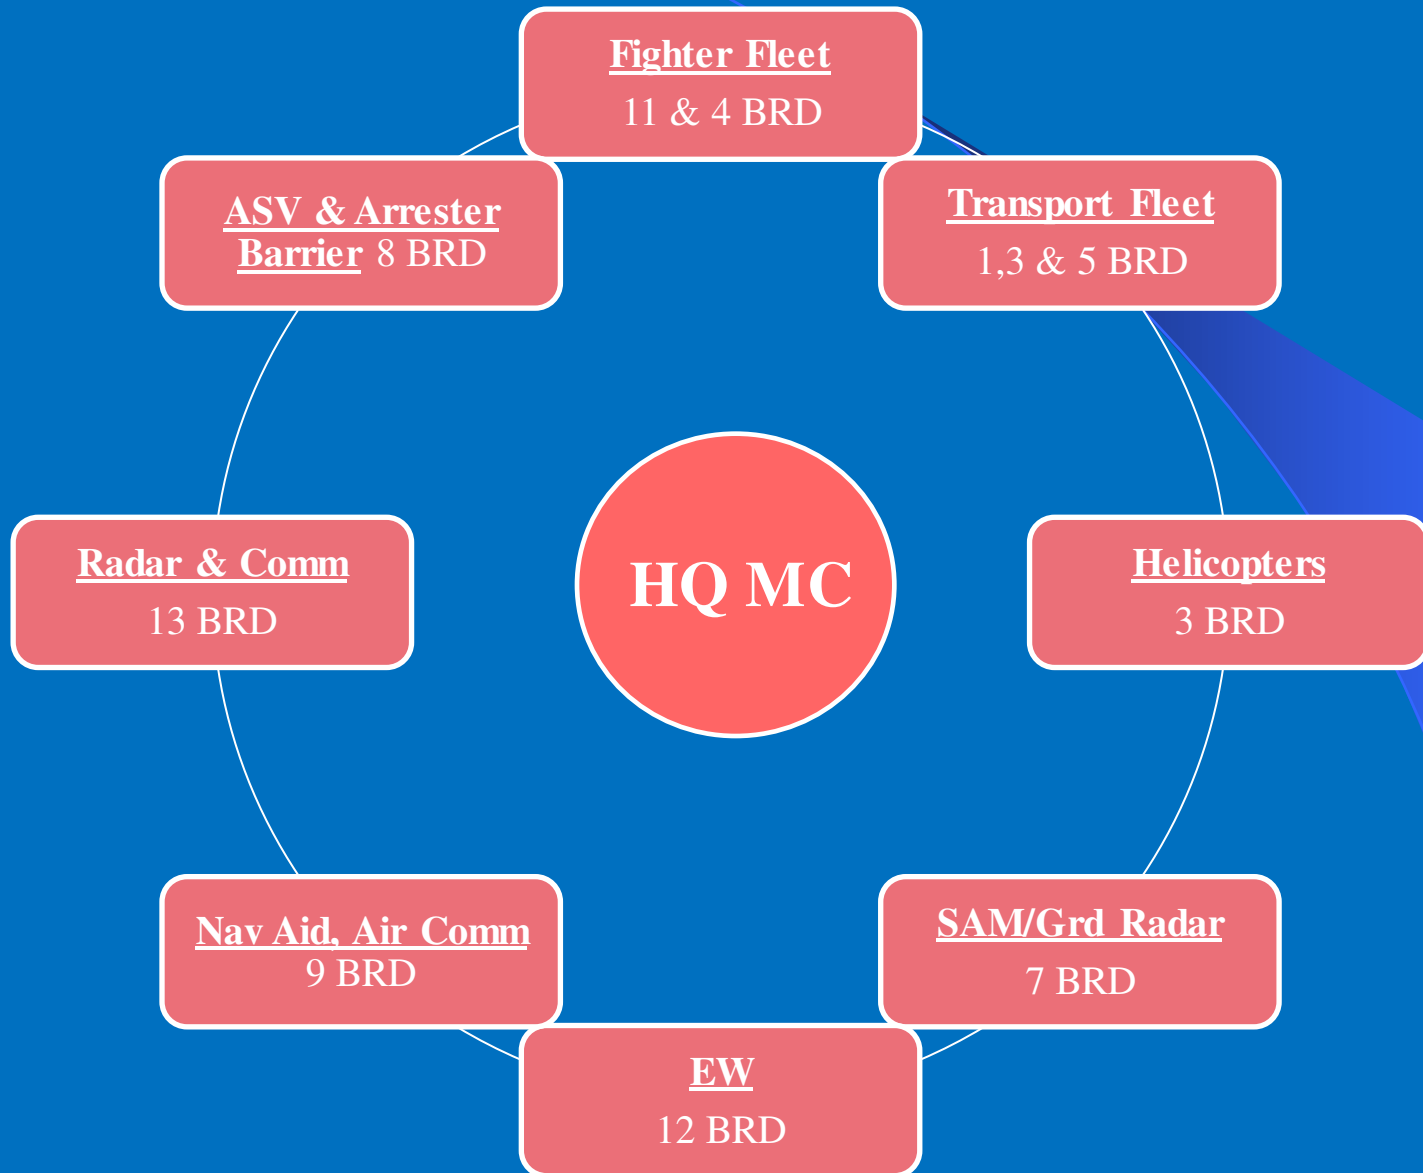 Fighter Fleet
11 & 4 BRD
ASV & Arrester
Barrier 8 BRD
Transport Fleet
1,3 & 5 BRD
Radar & Comm
13 BRD
HQ MC
Helicopters
3 BRD
Nav Aid, Air Comm
9 BRD
SAM/Grd Radar
7 BRD
EW
12 BRD